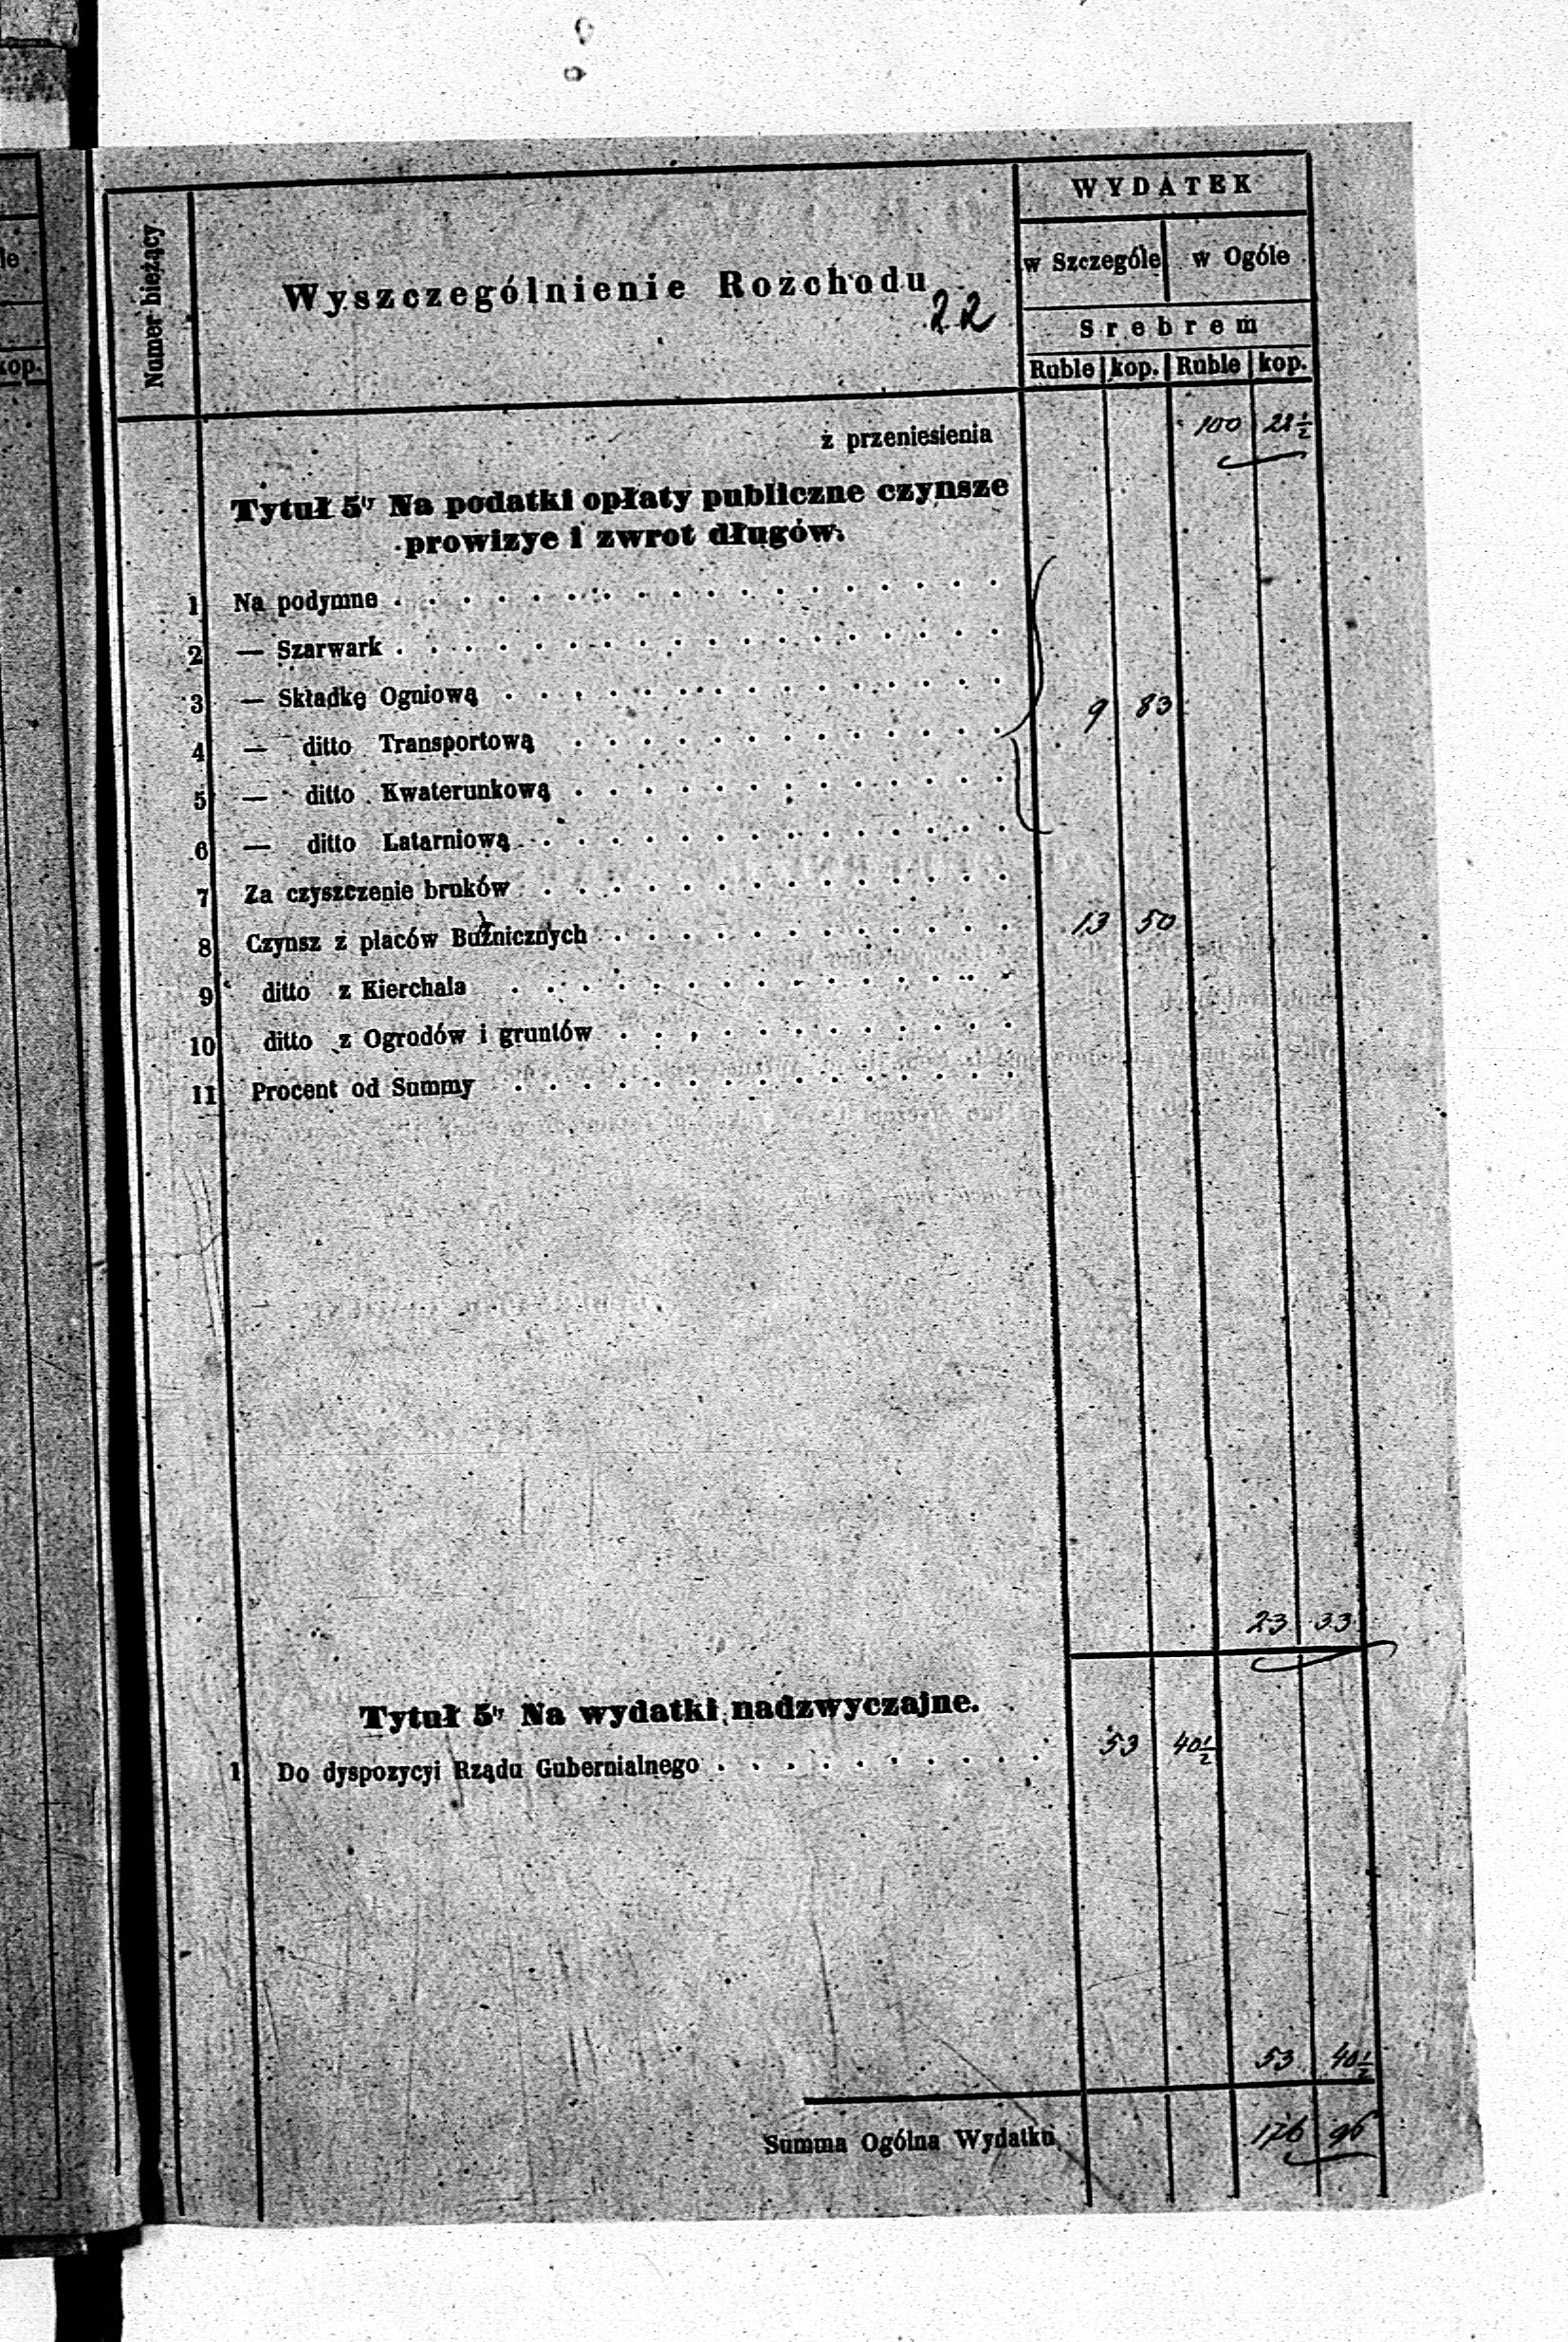 Numer bieżący
Wyszczególnienie Rozchodu
22
WYDATEK
w Szczególe w Ogóle
Srebrem
Ruble kop. Ruble kop.
z przeniesienia 100 22½
Tytuł 5ty Na podatki opłaty publiczne czynsze
prowizye i zwrot długów.
1 Na podymne
2 — Szarwark
3 — Składkę Ogniową 9 83
4 — ditto Transportową
5 — ditto Kwaterunkową
6 — ditto Latarniową
7 Za czyszczenie bruków
8 Czynsz z placów Bużnicznych 13 50
9 ditto z Kierchala
10 ditto z Ogrodów i gruntów
11 Procent od Summy
23 33
Tytuł 5ty Na wydatki nadzwyczajne.
1 Do dyspozycyi Rządu Gubernialnego 53 40½
53 40½
Summa Ogólna Wydatku 176 96
le
kop.